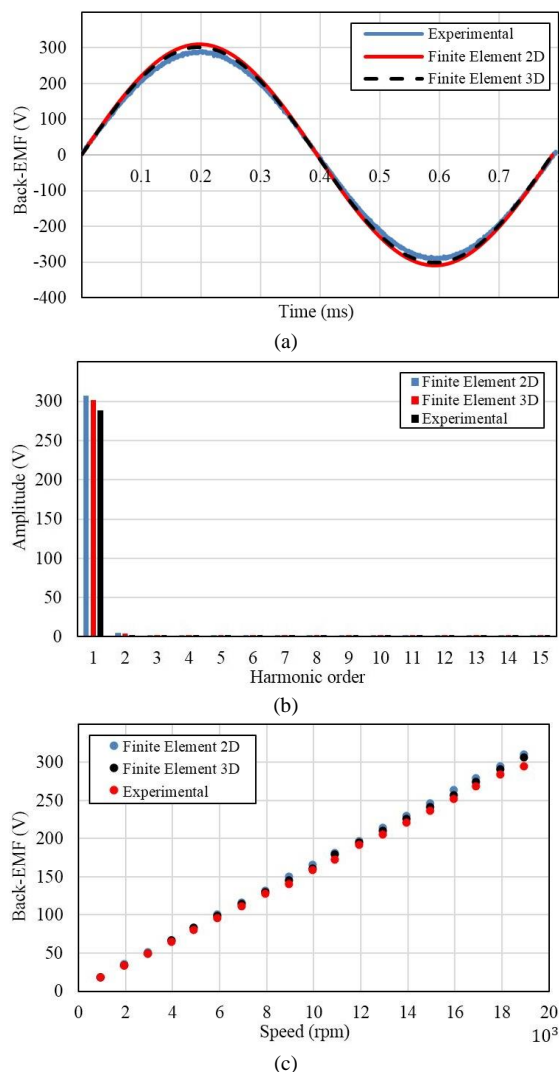 300
200
100
0
-100
-200
-300
-400
Back-EMF (V)
Experimental
Finite Element 2D
Finite Element 3D
0.1 0.2 0.3 0.4 0.5 0.6 0.7
Time (ms)
(a)
300
250
200
150
100
50
0
Amplitude (V)
Finite Element 2D
Finite Element 3D
Experimental
1 2 3 4 5 6 7 8 9 10 11 12 13 14 15
Harmonic order
(b)
300
250
200
150
100
50
0
Back-EMF (V)
Finite Element 2D
Finite Element 3D
Experimental
0 2 4 6 8 10 12 14 16 18 20
Speed (rpm)
10³
(c)